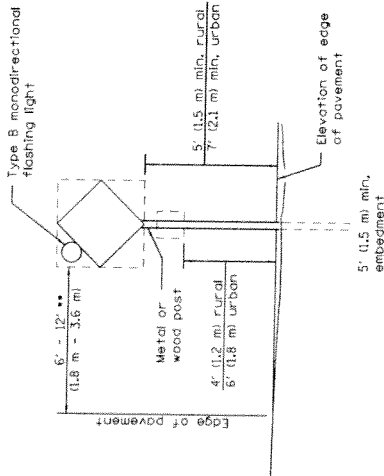 Type B monodirectional
flashing light
6' - 12' **
(1.8 m - 3.6 m)
5' (1.5 m) min. rural
7' (2.1 m) min. urban
Metal or
wood post
4' (1.2 m) rural
6' (1.8 m) urban
Edge of pavement
Elevation of edge
of pavement
5' (1.5 m) min.
embedment